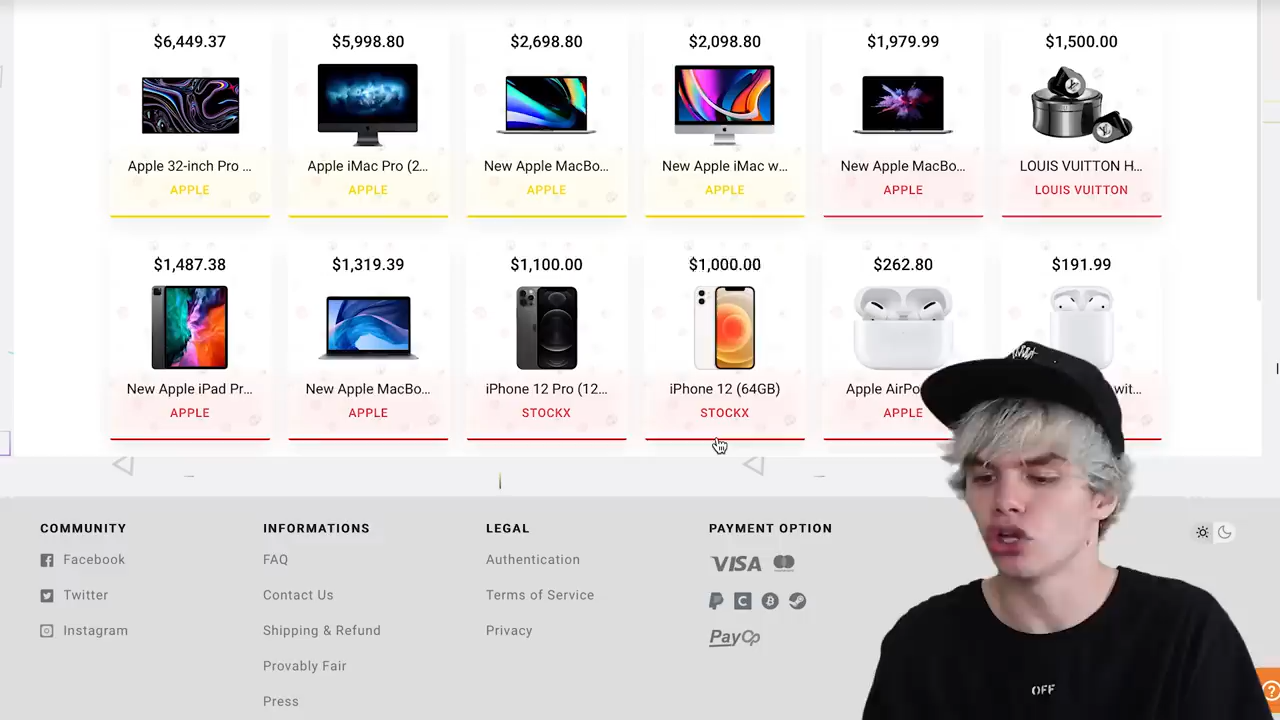 $6,449.37 $5,998.80 $2,698.80 $2,098.80 $1,979.99 $1,500.00
Apple 32-inch Pro ... Apple iMac Pro (2... New Apple MacBo... New Apple iMac w... New Apple MacBo... LOUIS VUITTON H...
APPLE APPLE APPLE APPLE APPLE LOUIS VUITTON
$1,487.38 $1,319.39 $1,100.00 $1,000.00 $262.80 $191.99
New Apple iPad Pr... New Apple MacBo... iPhone 12 Pro (12... iPhone 12 (64GB) Apple AirPo wit...
APPLE APPLE STOCKX STOCKX APPLE
COMMUNITY
Facebook
Twitter
Instagram
INFORMATIONS
FAQ
Contact Us
Shipping & Refund
Provably Fair
Press
LEGAL
Authentication
Terms of Service
Privacy
PAYMENT OPTION
VISA
PayOp
OFF